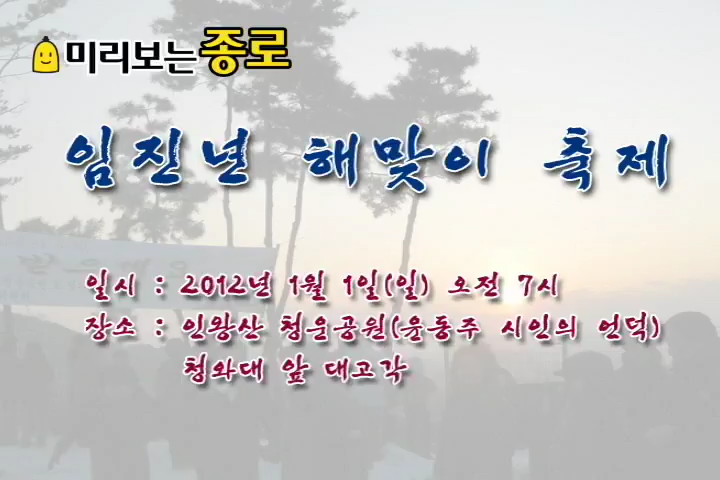 미리보는 종로
임진년 해맞이 축제
일시 : 2012년 1월 1일(일) 오전 7시
장소 : 인왕산 청운공원(윤동주 시인의 언덕)
청와대 앞 대고각